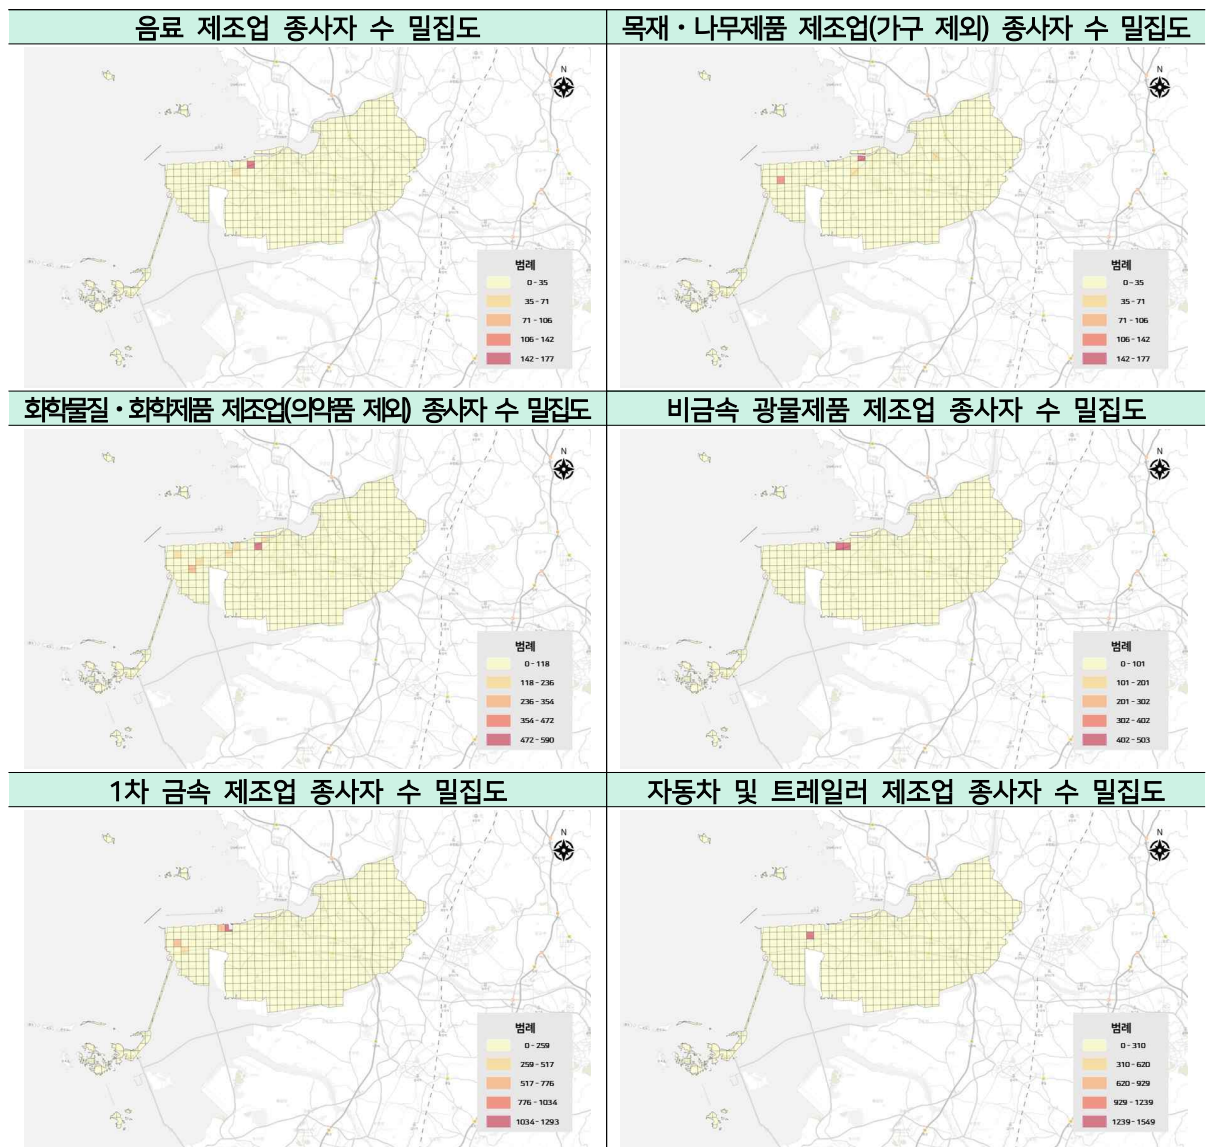 음료 제조업 종사자 수 밀집도
목재・나무제품 제조업(가구 제외) 종사자 수 밀집도
N
범례
0 - 35
35 - 71
71 - 106
106 - 142
142 - 177
N
범례
0 - 35
35 - 71
71 - 106
106 - 142
142 - 177
화학물질・화학제품 제조업(의약품 제외) 종사자 수 밀집도
비금속 광물제품 제조업 종사자 수 밀집도
N
범례
0 - 118
118 - 236
236 - 354
354 - 472
472 - 590
N
범례
0 - 101
101 - 201
201 - 302
302 - 402
402 - 503
1차 금속 제조업 종사자 수 밀집도
자동차 및 트레일러 제조업 종사자 수 밀집도
N
범례
0 - 259
259 - 517
517 - 776
776 - 1034
1034 - 1293
N
범례
0 - 310
310 - 620
620 - 929
929 - 1239
1239 - 1549